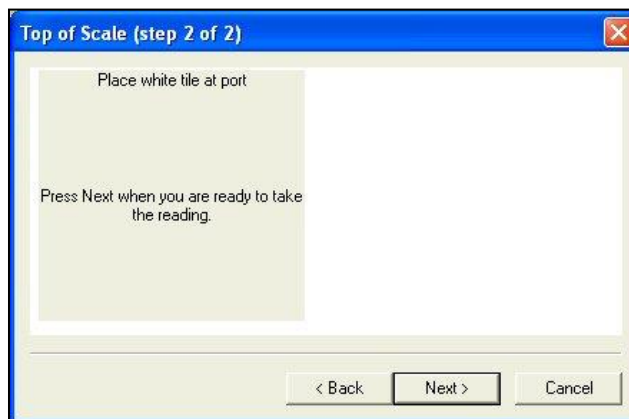 Top of Scale (step 2 of 2)
Place white tile at port
Press Next when you are ready to take
the reading.
< Back
Next >
Cancel